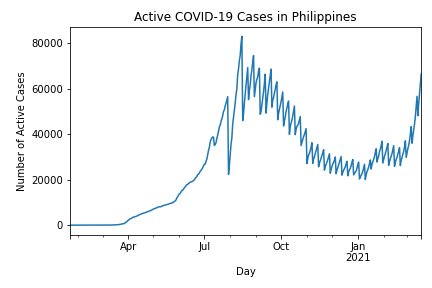 Active COVID-19 Cases in Philippines
Number of Active Cases
80000
60000
40000
20000
0
Apr
Jul
Oct
Jan
2021
Day